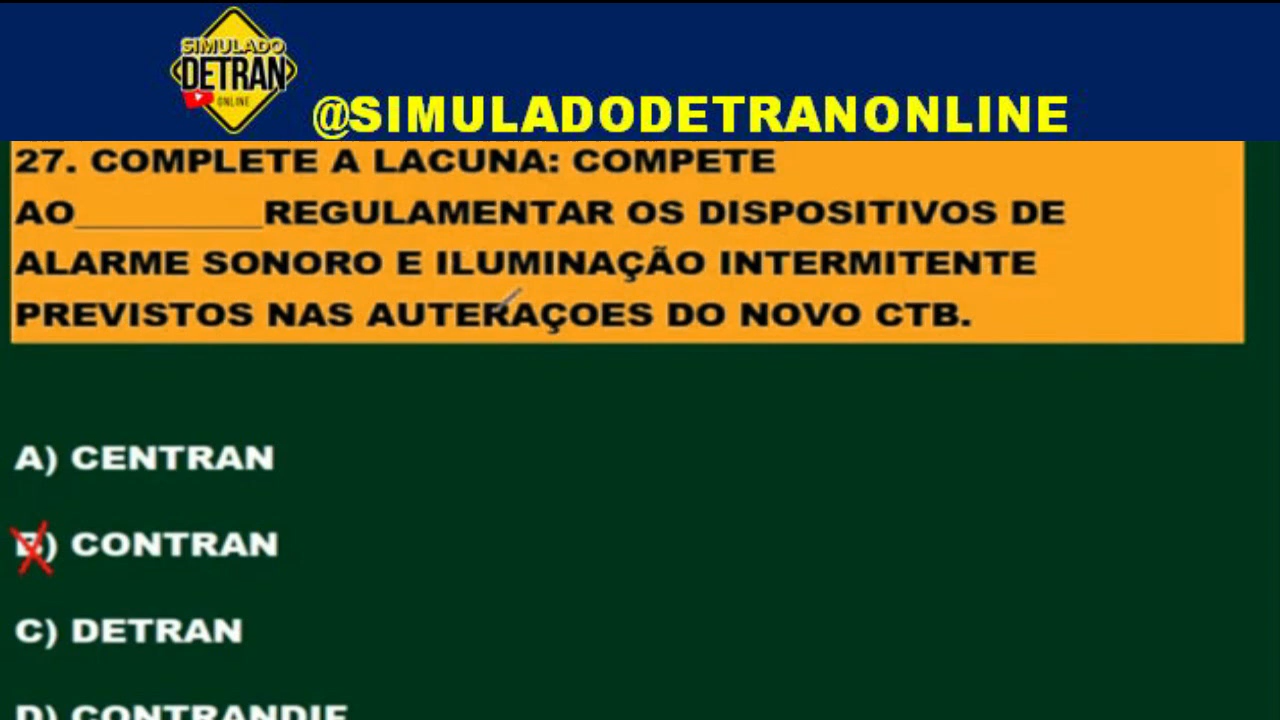 SIMULADO
DETRAN
ONLINE
@SIMULADODETRANONLINE
27. COMPLETE A LACUNA: COMPETE
AO__________REGULAMENTAR OS DISPOSITIVOS DE
ALARME SONORO E ILUMINAÇÃO INTERMITENTE
PREVISTOS NAS AUTERAÇOES DO NOVO CTB.
A) CENTRAN
B) CONTRAN
C) DETRAN
D) CONTRANDIF